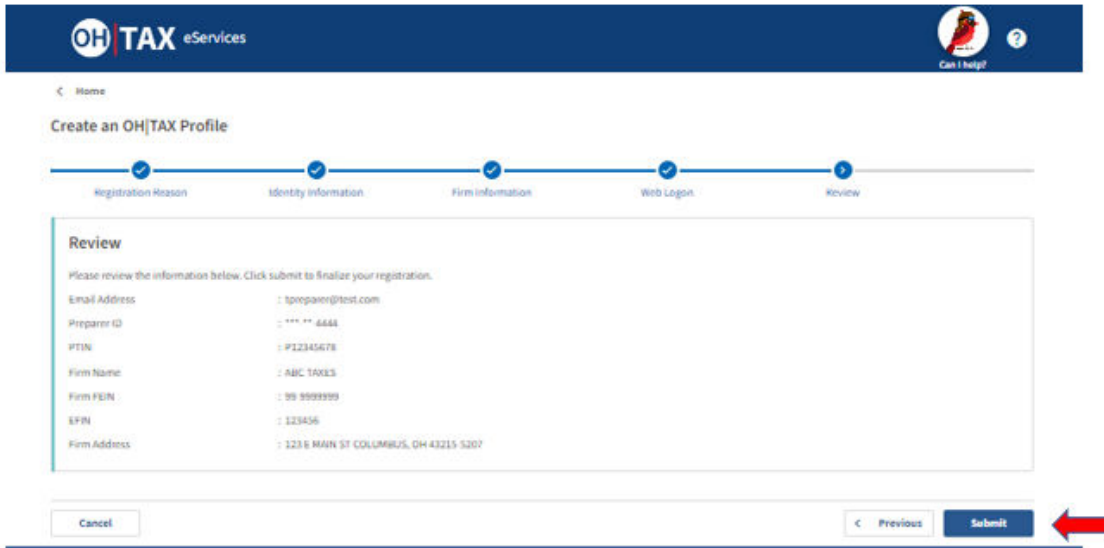 OH TAX eServices
?
Can I help?
< Home
Create an OH|TAX Profile
Registration Reason Identity Information Firm Information Web Logon Review
Review
Please review the information below. Click submit to finalize your registration.
Email Address : tpreparer@test.com
Preparer ID : ***-**-4444
PTIN : P12345678
Firm Name : ABC TAXES
Firm FEIN : 99-9999999
EFIN : 123456
Firm Address : 123 E MAIN ST COLUMBUS, OH 43215-5207
Cancel < Previous Submit